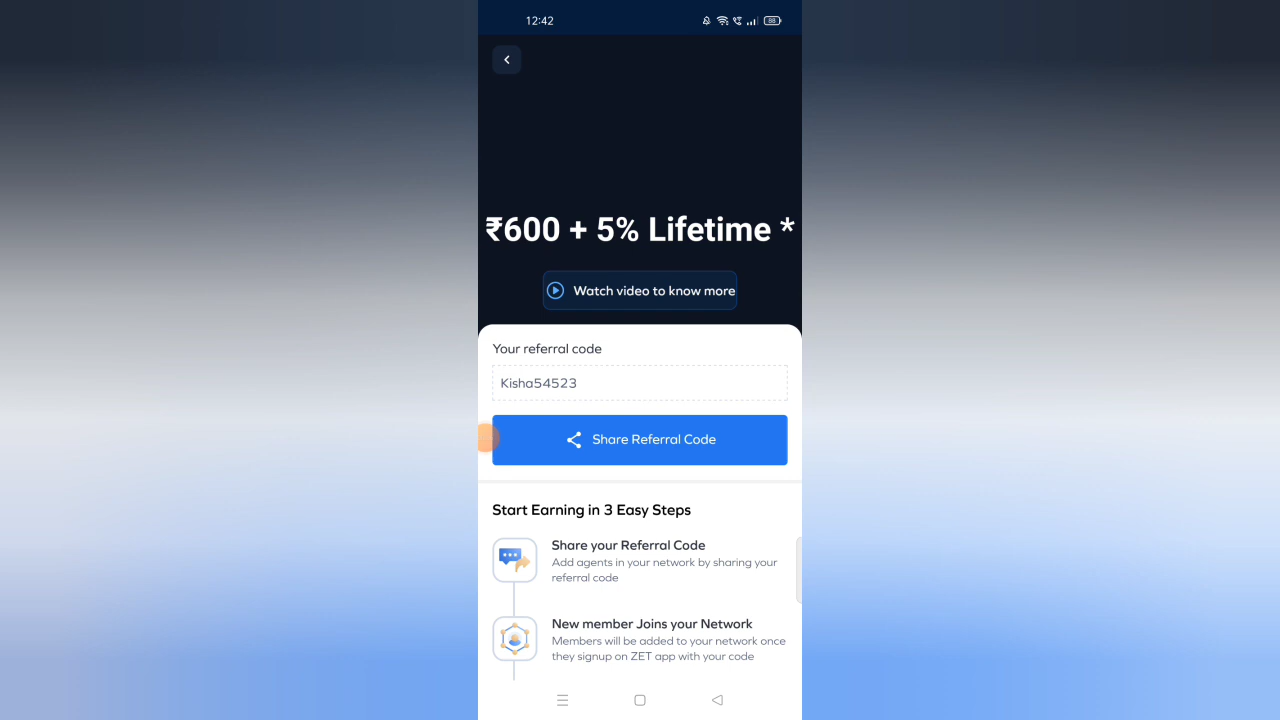 12:42
88
₹600 + 5% Lifetime *
Watch video to know more
Your referral code
Kisha54523
Share Referral Code
Start Earning in 3 Easy Steps
Share your Referral Code
Add agents in your network by sharing your
referral code
New member Joins your Network
Members will be added to your network once
they signup on ZET app with your code